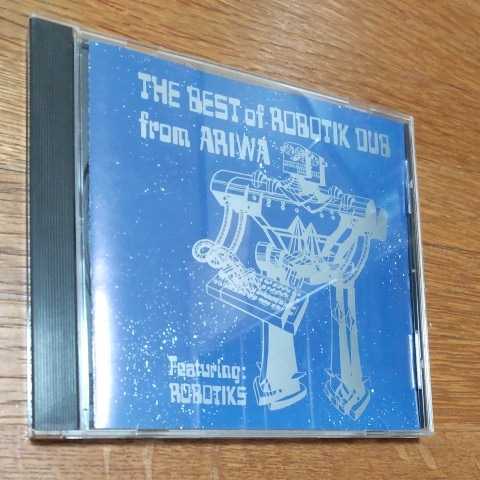 THE BEST of ROBOTIK DUB
from ARIWA
Featuring:
ROBOTIKS